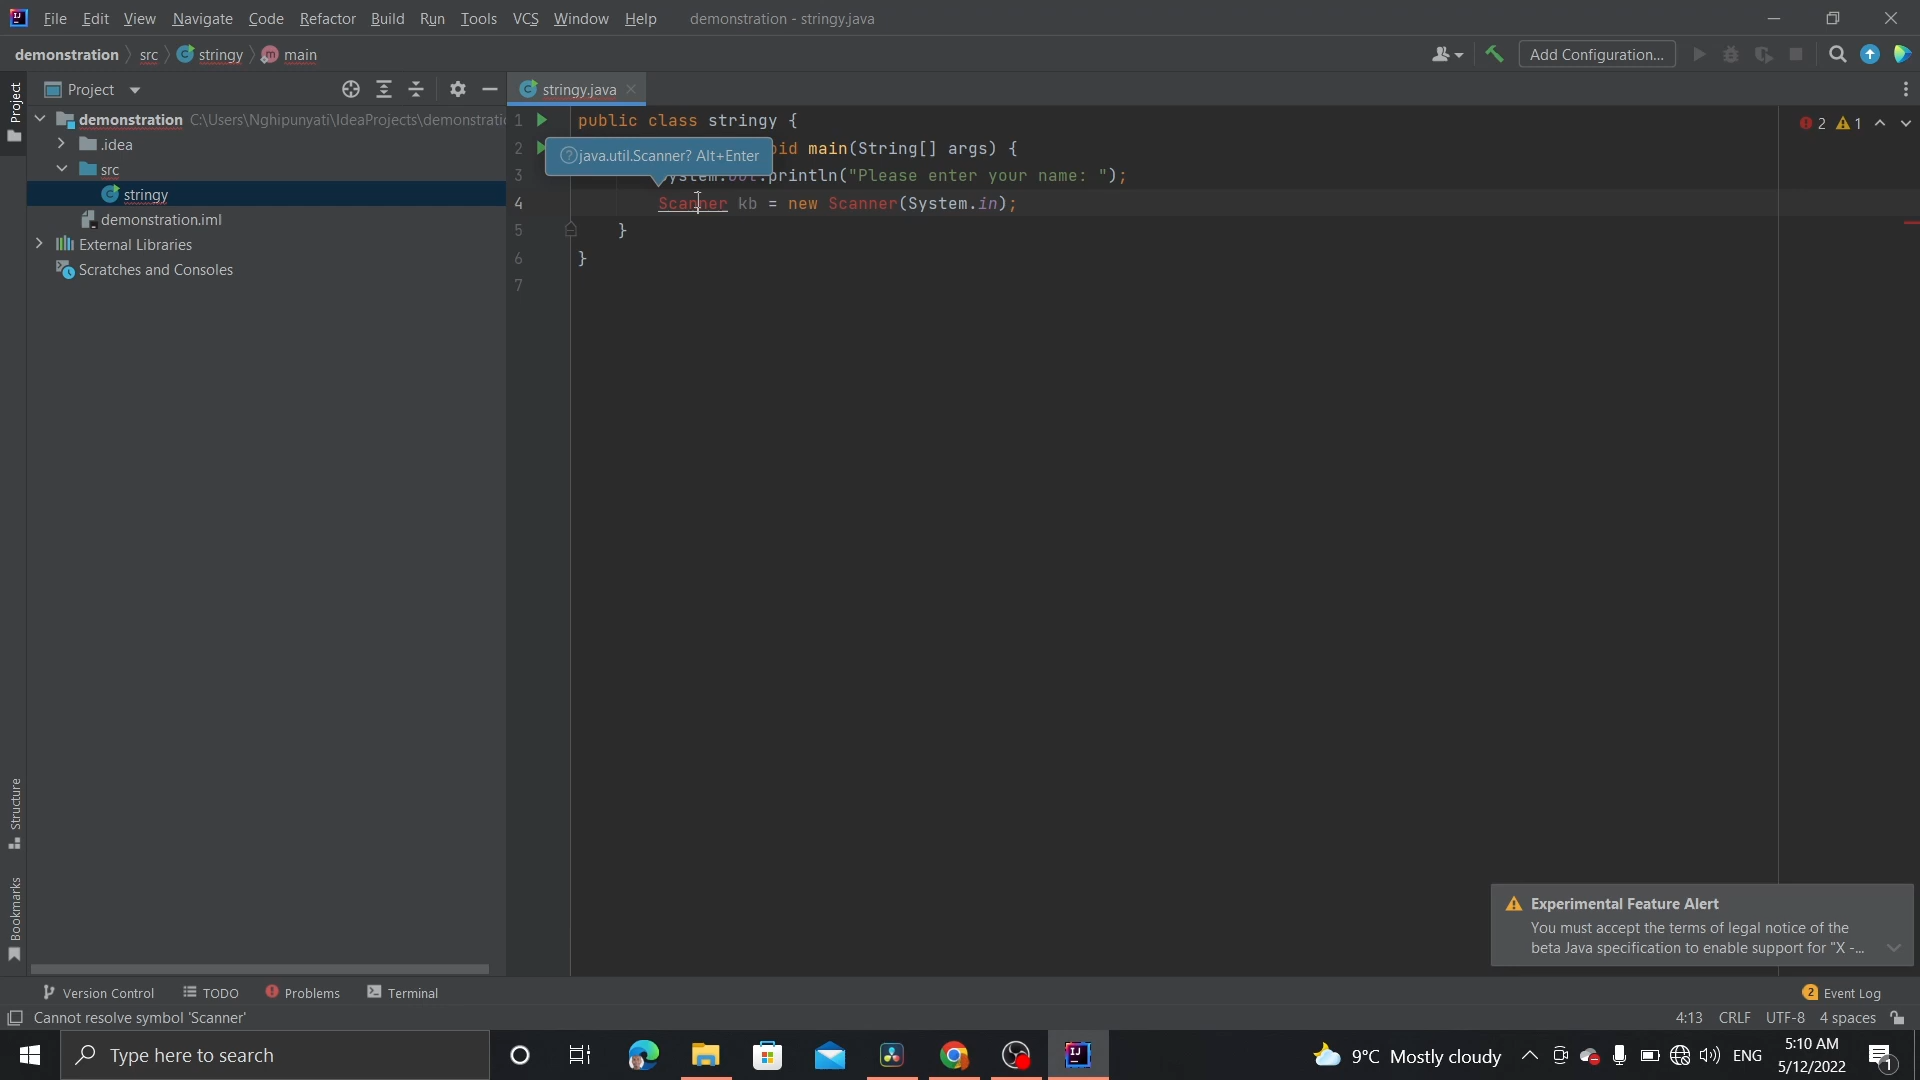 File Edit View Navigate Code Refactor Build Run Tools VCS Window Help demonstration - stringy.java
demonstration src stringy main Add Configuration...
Project
Project
stringy.java
demonstration C:\Users\Nghipunyati\IdeaProjects\demonstratio
.idea
src
stringy
demonstration.iml
External Libraries
Scratches and Consoles
1 public class stringy {
2 oid main(String[] args) {
java.util.Scanner? Alt+Enter
3 System.out.println("Please enter your name: ");
4 Scanner kb = new Scanner(System.in);
5 }
6 }
7
2 1
Structure
Bookmarks
Experimental Feature Alert
You must accept the terms of legal notice of the
beta Java specification to enable support for "X -...
Version Control TODO Problems Terminal 2 Event Log
Cannot resolve symbol 'Scanner' 4:13 CRLF UTF-8 4 spaces
Type here to search 9°C Mostly cloudy ENG 5:10 AM
5/12/2022 1